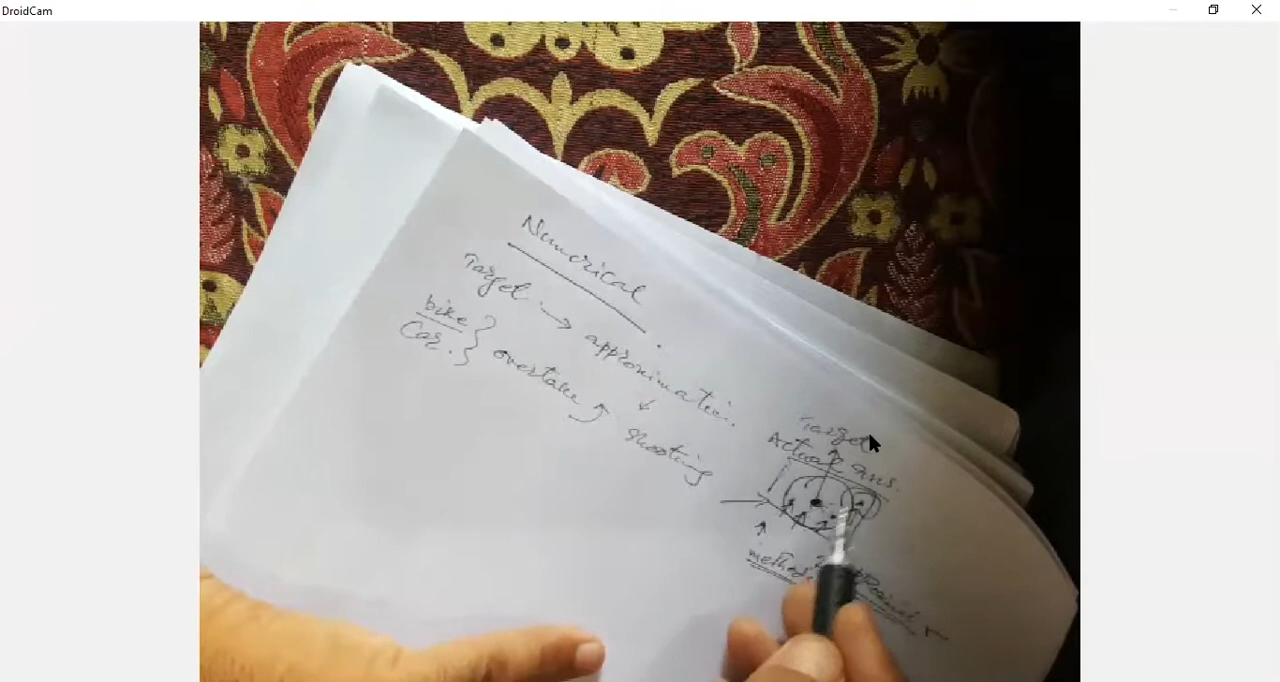 DroidCam
Numerical
Target → approximation.
bike
Car. } overtake
shooting
Target
Actual ans.
method